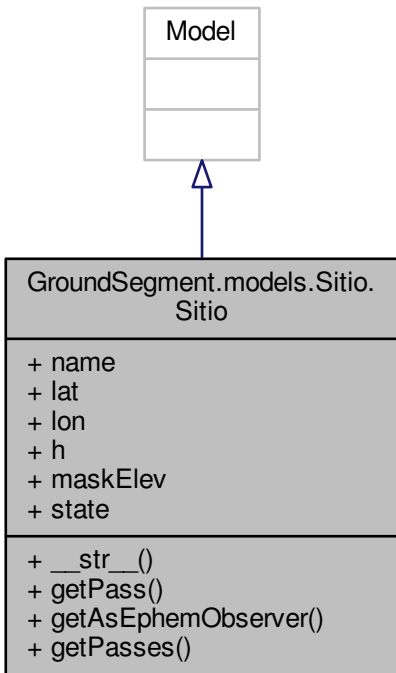 Model
GroundSegment.models.Sitio.
Sitio
+ name
+ lat
+ lon
+ h
+ maskElev
+ state
+ __str__()
+ getPass()
+ getAsEphemObserver()
+ getPasses()